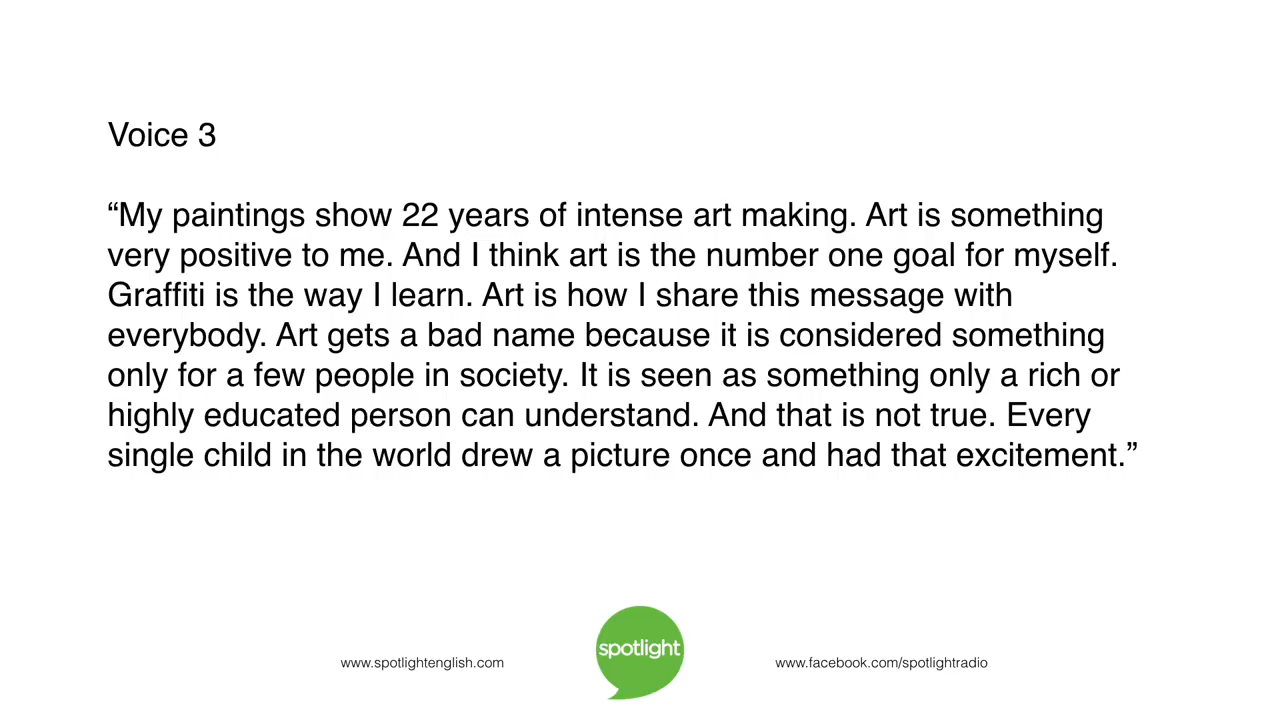 Voice 3
“My paintings show 22 years of intense art making. Art is something
very positive to me. And I think art is the number one goal for myself.
Graffiti is the way I learn. Art is how I share this message with
everybody. Art gets a bad name because it is considered something
only for a few people in society. It is seen as something only a rich or
highly educated person can understand. And that is not true. Every
single child in the world drew a picture once and had that excitement.”
www.spotlightenglish.com
spotlight
www.facebook.com/spotlightradio